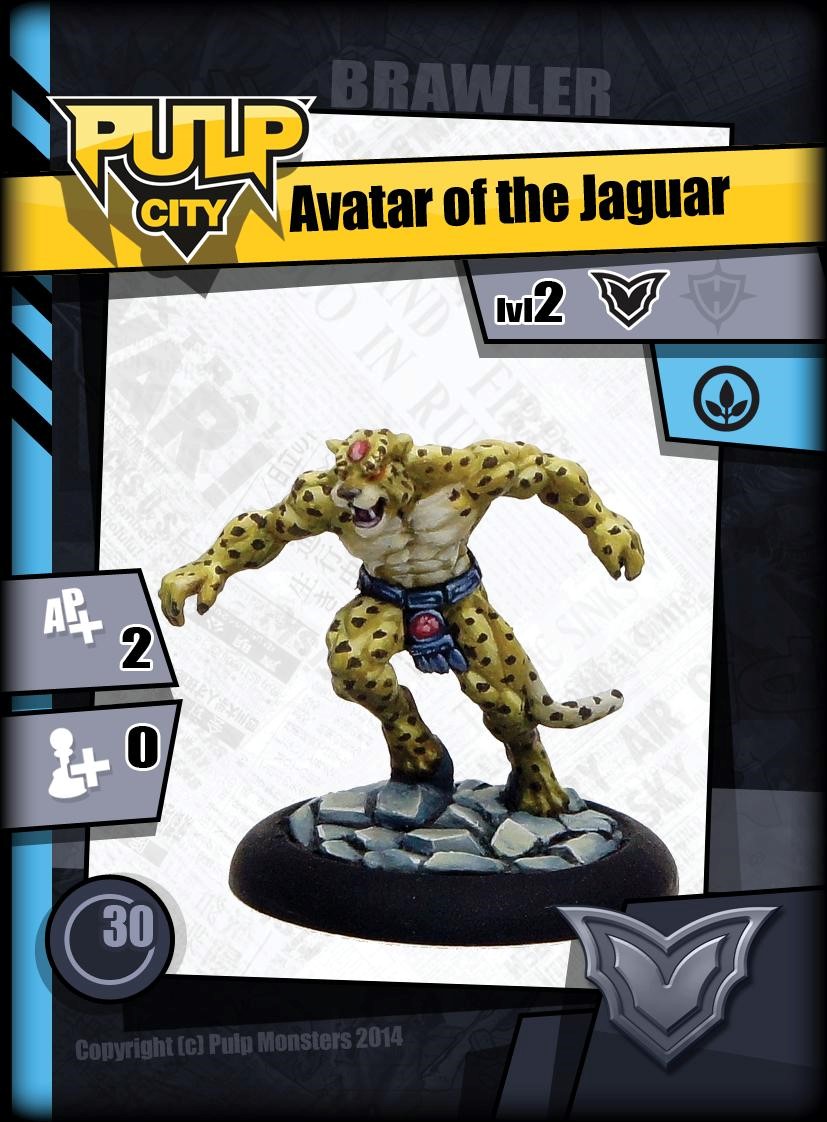 BRAWLER
PULP
CITY
Avatar of the Jaguar
lvl2
AP+
2
0
30
Copyright (c) Pulp Monsters 2014